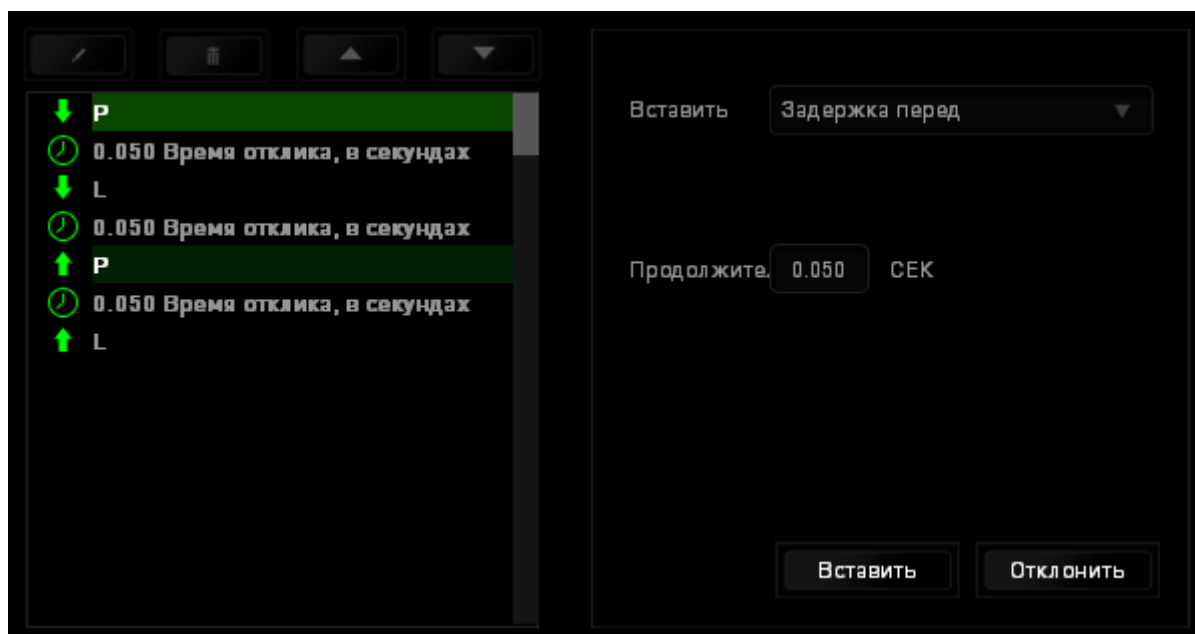 P
0.050 Время отклика, в секундах
L
0.050 Время отклика, в секундах
P
0.050 Время отклика, в секундах
L
Вставить Задержка перед
Продолжите. 0.050 СЕК
Вставить Отклонить